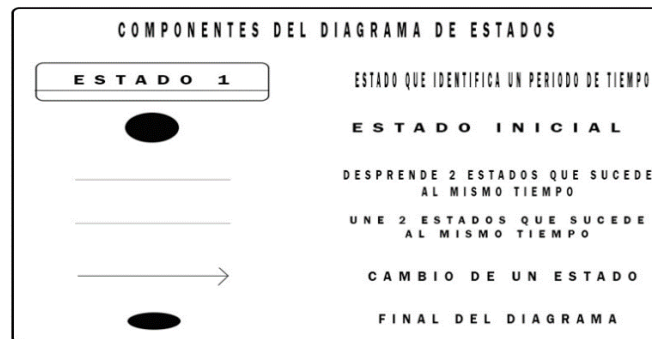 COMPONENTES DEL DIAGRAMA DE ESTADOS
ESTADO 1
ESTADO QUE IDENTIFICA UN PERIODO DE TIEMPO
ESTADO INICIAL
DESPRENDE 2 ESTADOS QUE SUCEDE
AL MISMO TIEMPO
UNE 2 ESTADOS QUE SUCEDE
AL MISMO TIEMPO
CAMBIO DE UN ESTADO
FINAL DEL DIAGRAMA